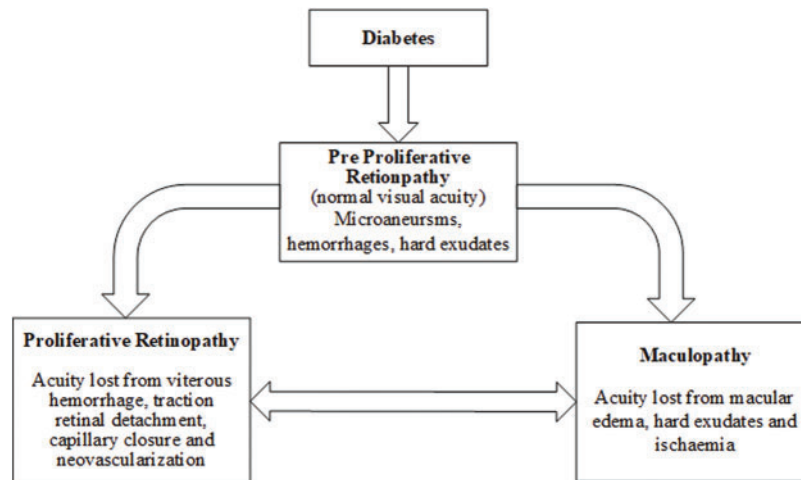 Diabetes
Pre Proliferative
Retionpathy
(normal visual acuity)
Microaneursms,
hemorrhages, hard exudates
Proliferative Retinopathy
Acuity lost from viterous
hemorrhage, traction
retinal detachment,
capillary closure and
neovascularization
Maculopathy
Acuity lost from macular
edema, hard exudates and
ischaemia